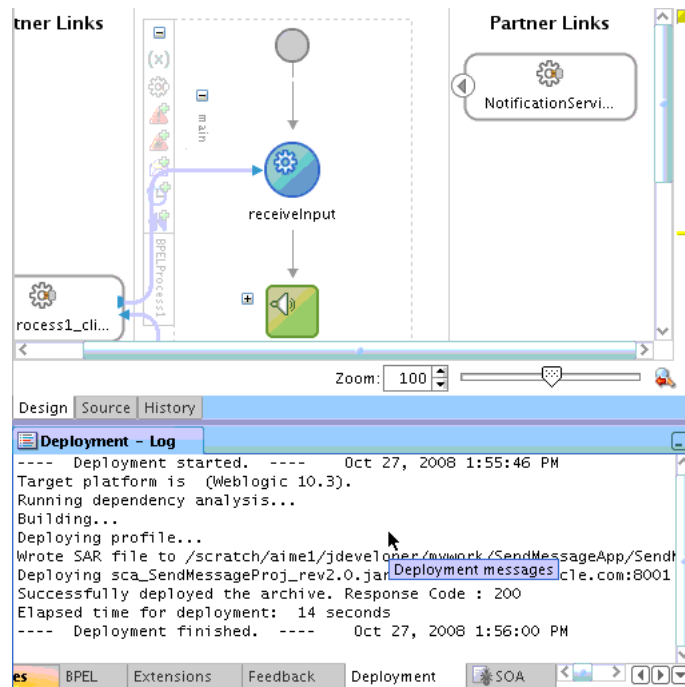 tner Links
Partner Links
(x)
main
NotificationServi...
receiveInput
BPELProcess1
rocess1_cli...
Zoom: 100
Design Source History
Deployment – Log
---- Deployment started. ---- Oct 27, 2008 1:55:46 PM
Target platform is (Weblogic 10.3).
Running dependency analysis...
Building...
Deploying profile...
Wrote SAR file to /scratch/aime1/jdeveloper/mywork/SendMessageApp/Send
Deploying sca_SendMessageProj_rev2.0.jar cle.com:8001
Deployment messages
Successfully deployed the archive. Response Code : 200
Elapsed time for deployment: 14 seconds
---- Deployment finished. ---- Oct 27, 2008 1:56:00 PM
es BPEL Extensions Feedback Deployment SOA